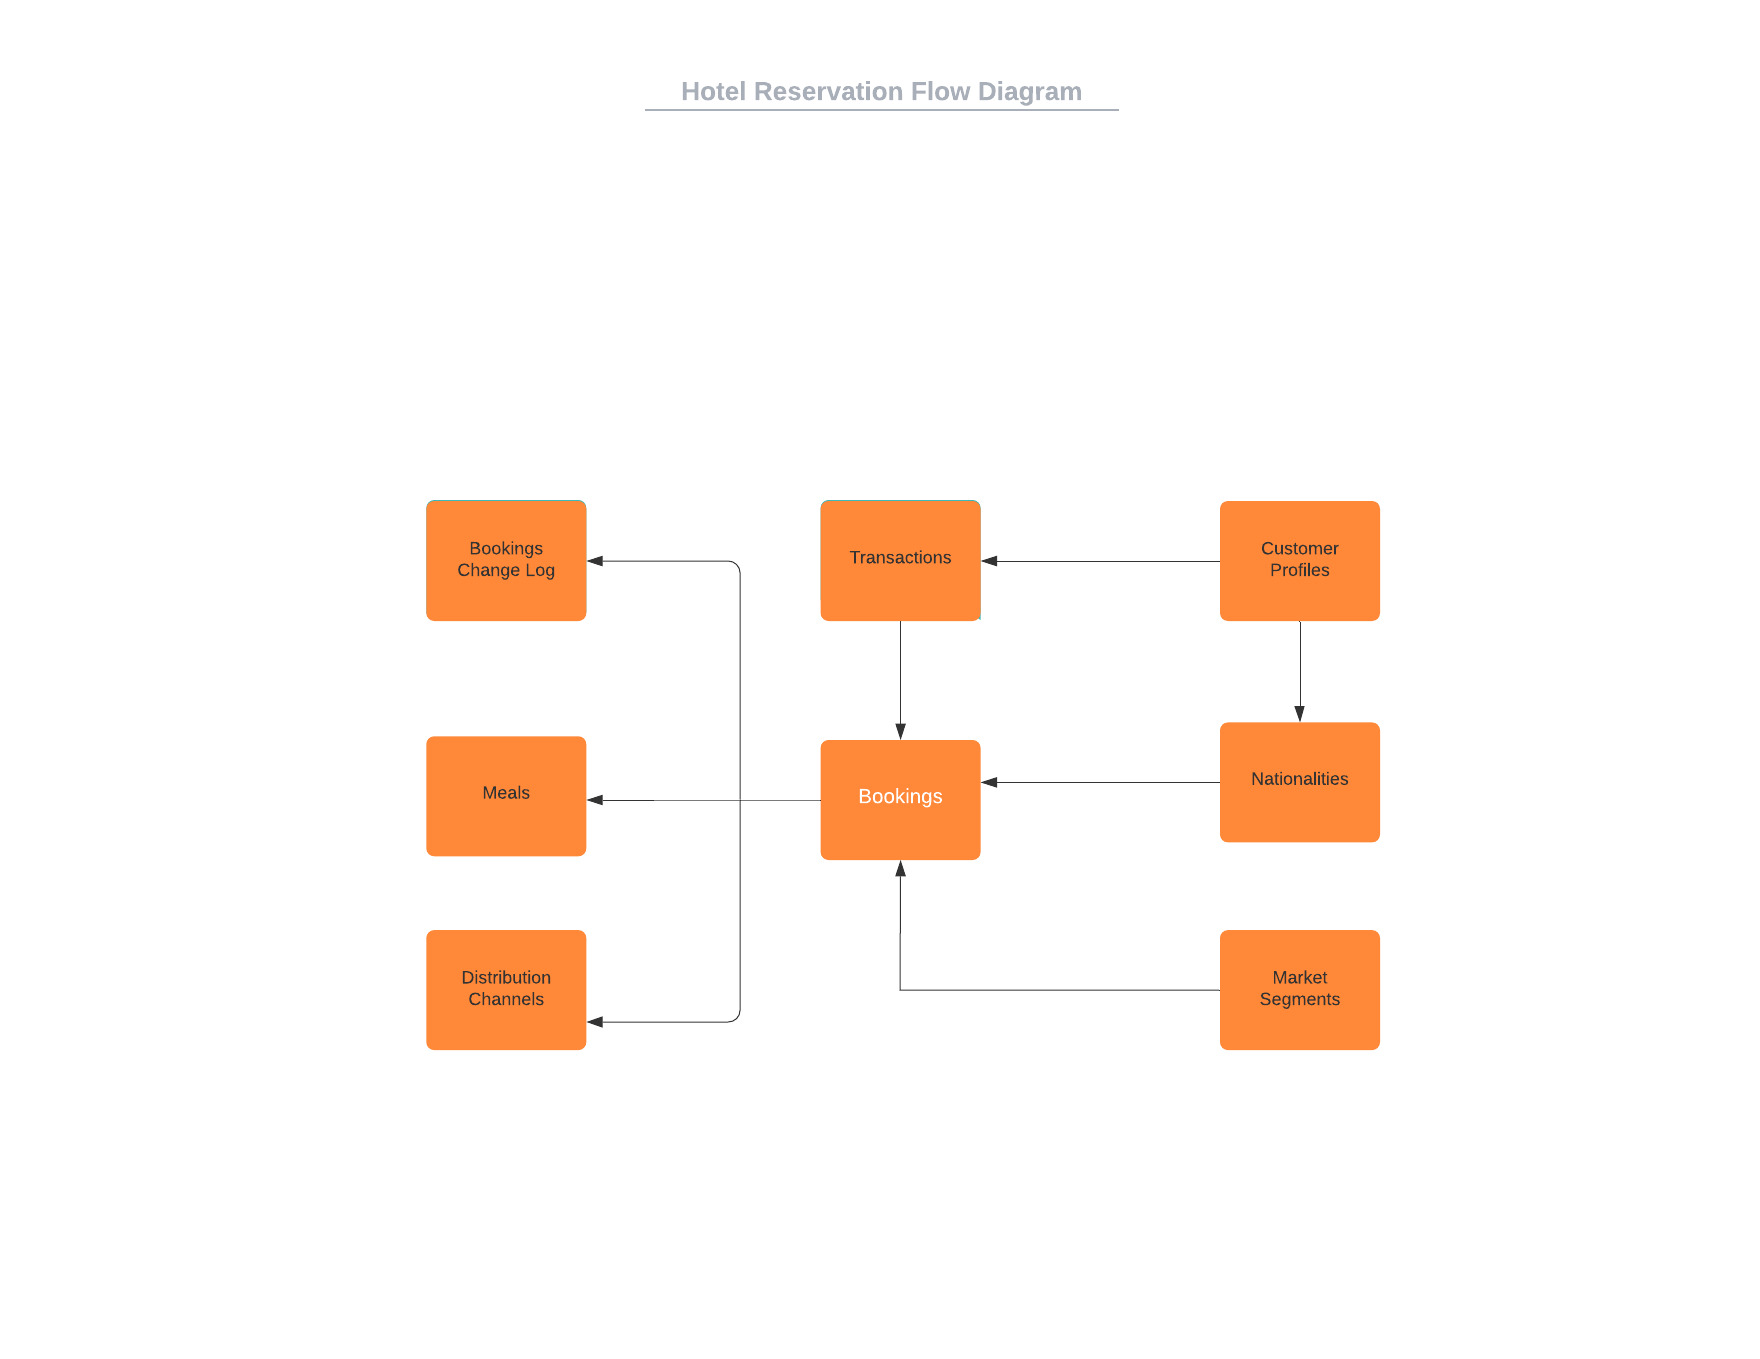 Hotel Reservation Flow Diagram
Bookings
Change Log
Transactions
Customer
Profiles
Meals
Bookings
Nationalities
Distribution
Channels
Market
Segments